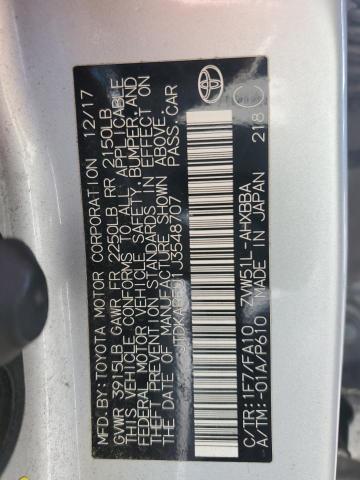 MFD. BY: TOYOTA MOTOR CORPORATION 12/17
GVWR 3915LB GAWR FR 2250LB RR 2150LB
THIS VEHICLE CONFORMS TO ALL APPLICABLE
FEDERAL MOTOR VEHICLE SAFETY, BUMPER, AND
THEFT PREVENTION STANDARDS IN EFFECT ON
THE DATE OF MANUFACTURE SHOWN ABOVE.
PASS. CAR
C/TR:1F7/FA10 ZVW51L-AHXBBA
A/TM:-01A/P610 MADE IN JAPAN 218 C